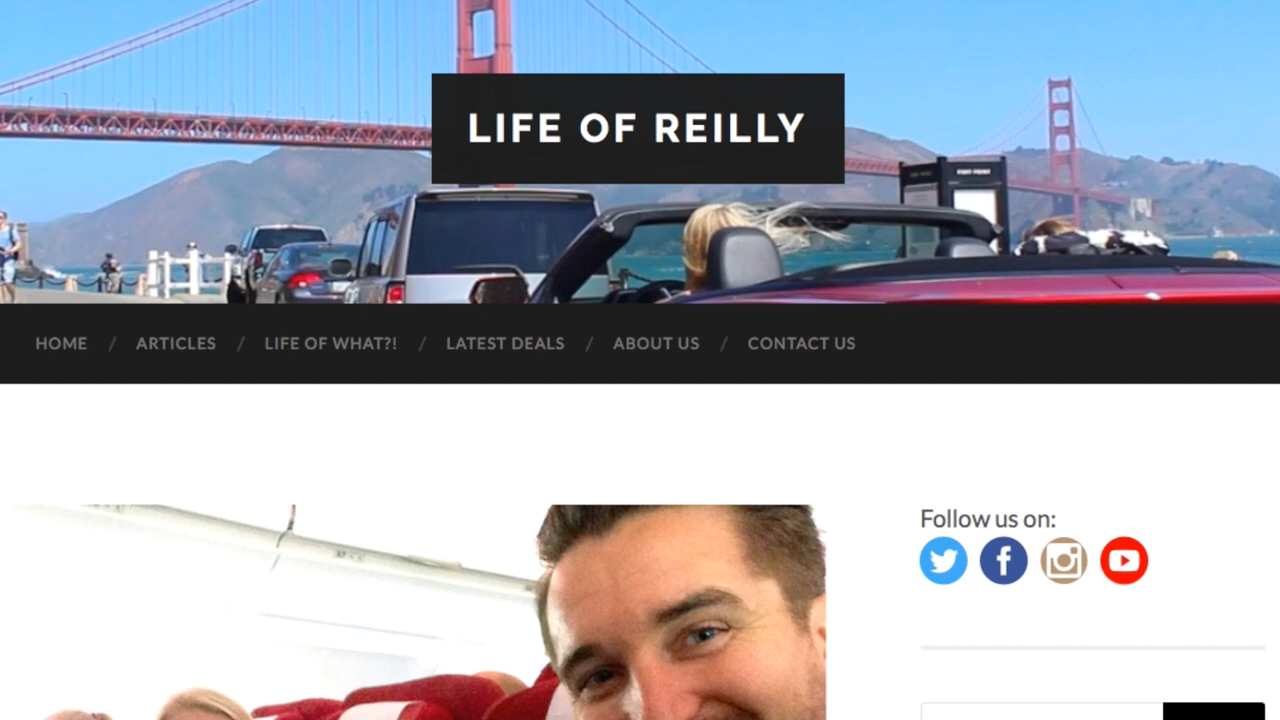 LIFE OF REILLY
HOME / ARTICLES / LIFE OF WHAT?! / LATEST DEALS / ABOUT US / CONTACT US
Follow us on: